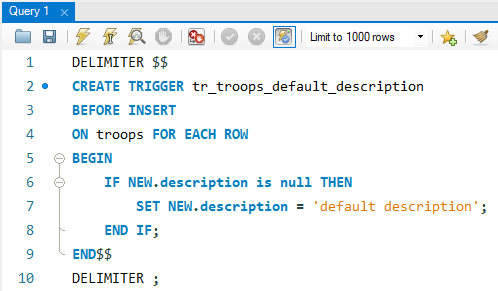 Query 1 ×
Limit to 1000 rows
1 DELIMITER $$
2 CREATE TRIGGER tr_troops_default_description
3 BEFORE INSERT
4 ON troops FOR EACH ROW
5 BEGIN
6 IF NEW.description is null THEN
7 SET NEW.description = 'default description';
8 END IF;
9 END$$
10 DELIMITER ;